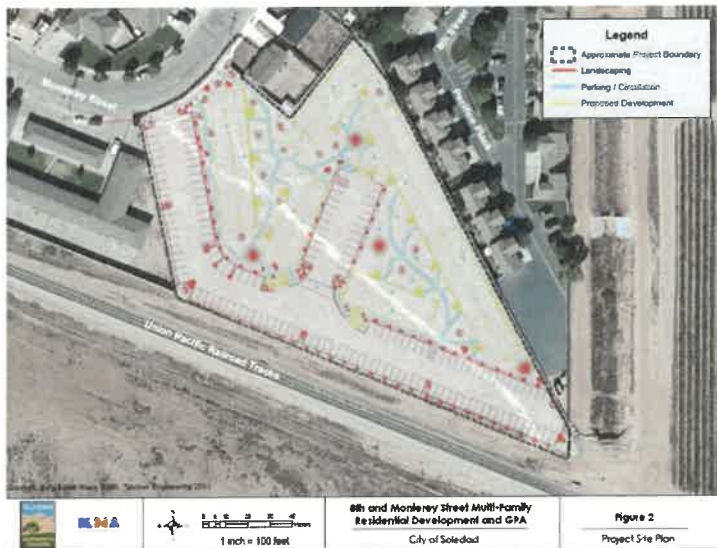 Legend
Approximate Project Boundary
Landscaping
Parking / Circulation
Proposed Development
Monterey Street
Union Pacific Railroad Tracks
1 inch = 100 feet
8th and Monterey Street Multi-Family
Residential Development and GPA
City of Soledad
Figure 2
Project Site Plan